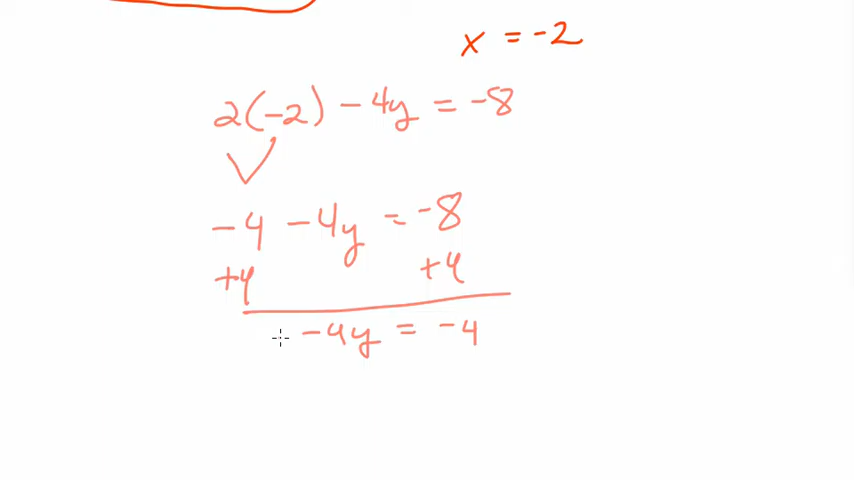 x = -2
2(-2) - 4y = -8
-4 - 4y = -8
+4 +4
-4y = -4